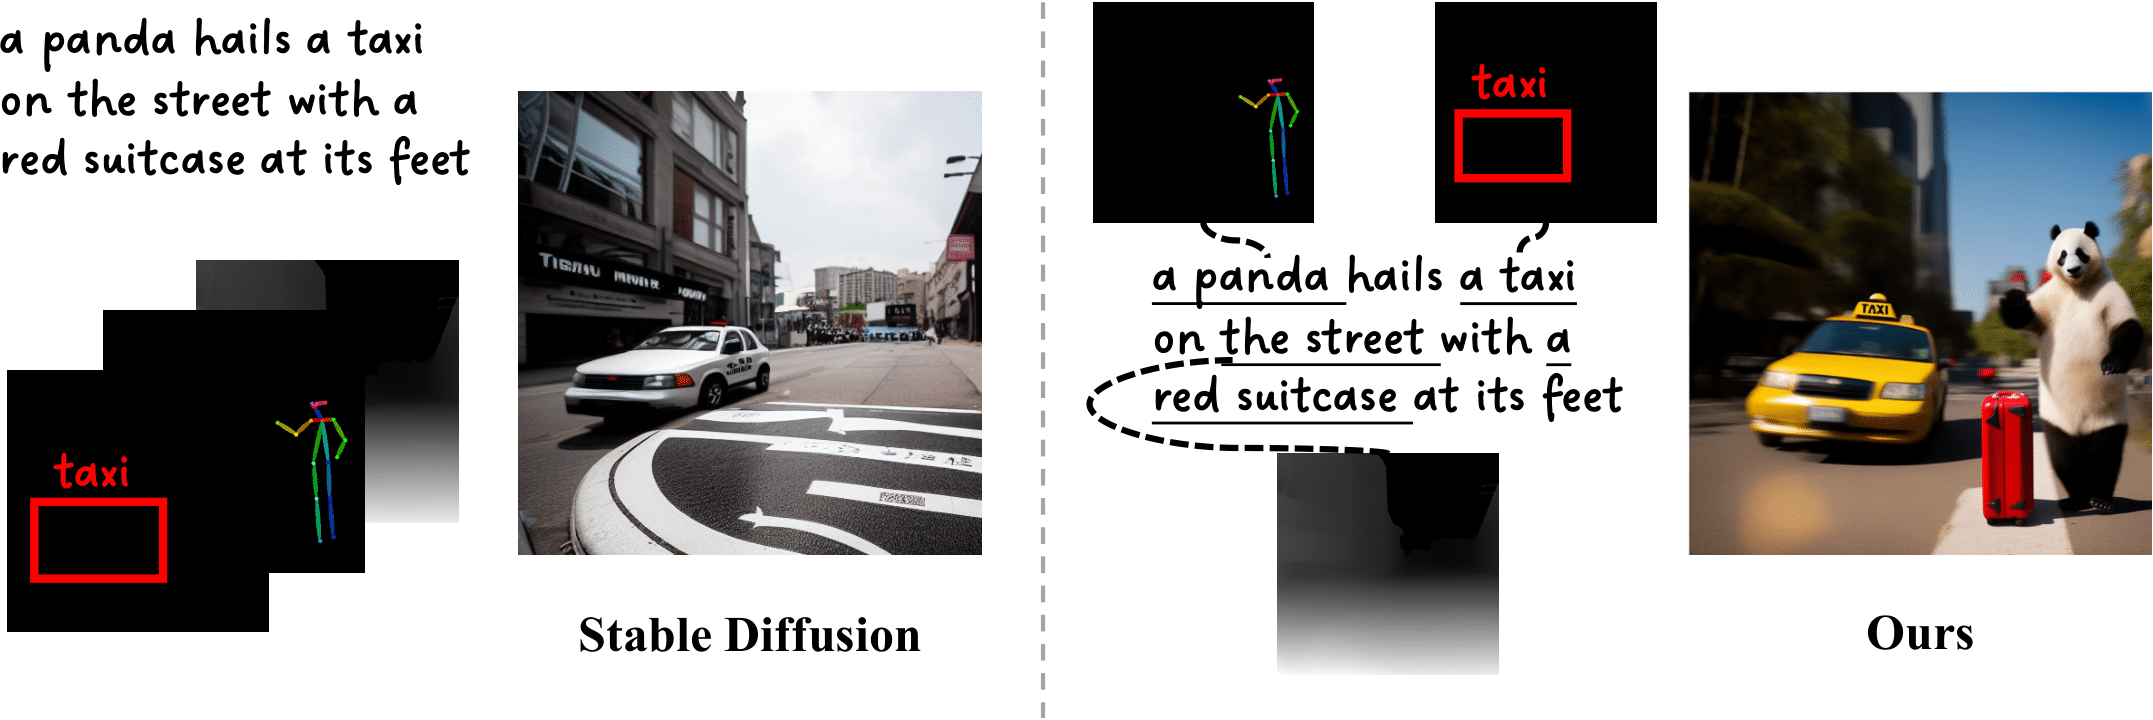 a panda hails a taxi
on the street with a
red suitcase at its feet
taxi
Stable Diffusion
taxi
a panda hails a taxi
on the street with a
red suitcase at its feet
TAXI
Ours